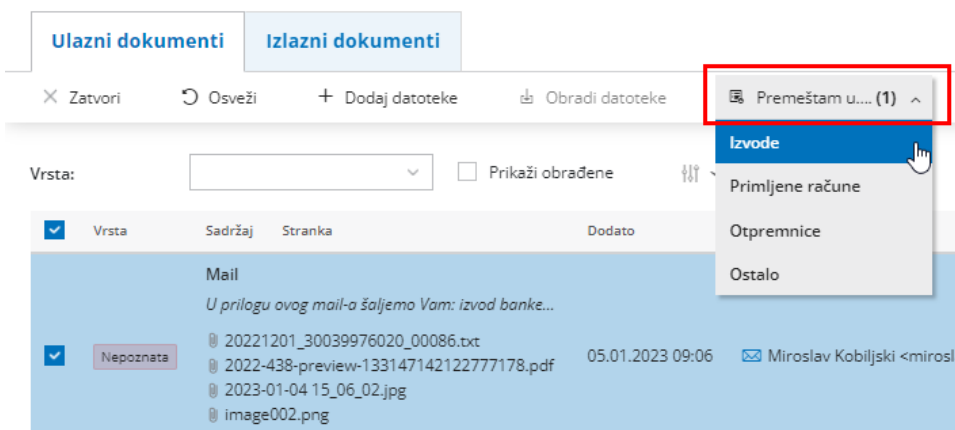 Ulazni dokumenti Izlazni dokumenti
Zatvori Osveži Dodaj datoteke Obradi datoteke Premeštam u.... (1)
Izvode
Primljene račune
Otpremnice
Ostalo
Vrsta: Prikaži obrađene
Vrsta Sadržaj Stranka Dodato
Mail
U prilogu ovog mail-a šaljemo Vam: izvod banke...
20221201_30039976020_00086.txt
2022-438-preview-133147142122777178.pdf
2023-01-04 15_06_02.jpg
image002.png
Nepoznata
05.01.2023 09:06
Miroslav Kobiljski <mirosl